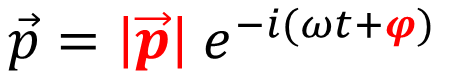 p⃗ = |p⃗| e^{-i(ωt+φ)}